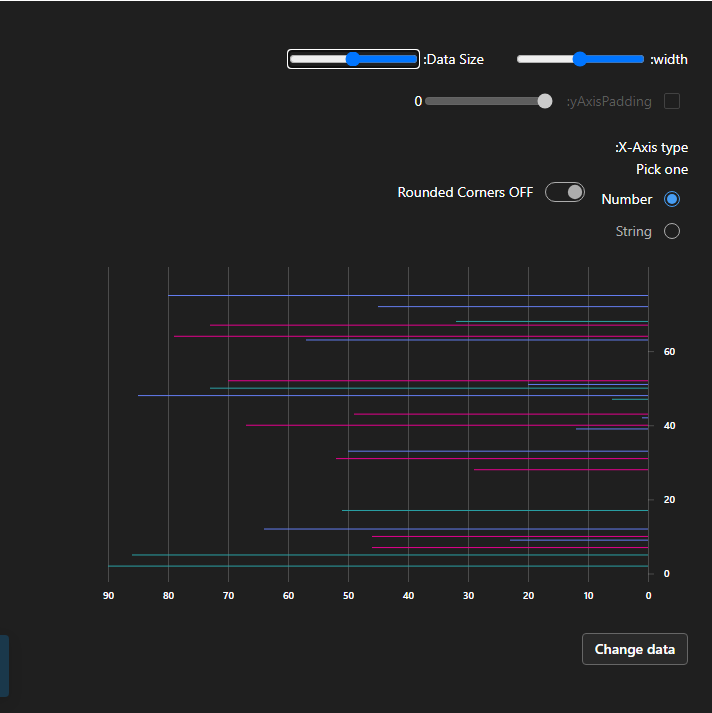 :Data Size :width
0 :yAxisPadding
:X-Axis type
Pick one
Rounded Corners OFF Number
String
60
40
20
0
90 80 70 60 50 40 30 20 10 0
Change data